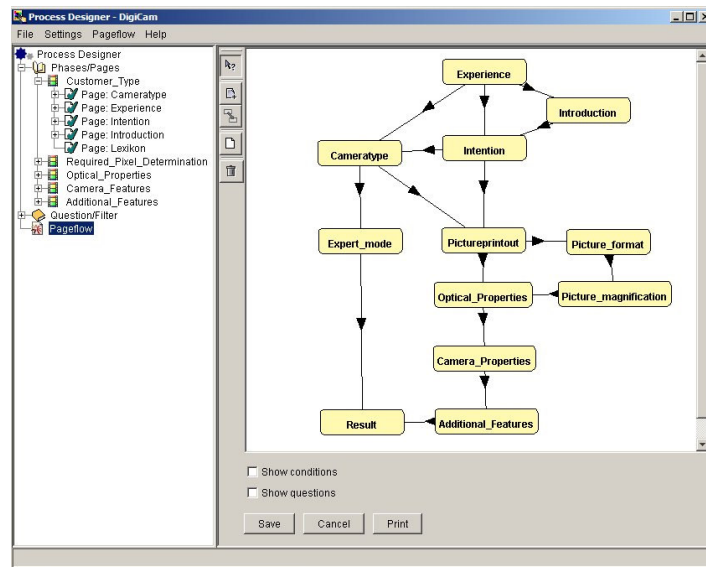 Process Designer - DigiCam
File Settings Pageflow Help
Process Designer
Phases/Pages
Customer_Type
Page: Cameratype
Page: Experience
Page: Intention
Page: Introduction
Page: Lexikon
Required_Pixel_Determination
Optical_Properties
Camera_Features
Additional_Features
Question/Filter
Pageflow
Experience
Introduction
Cameratype
Intention
Expert_mode
Pictureprintout
Picture_format
Optical_Properties
Picture_magnification
Camera_Properties
Result
Additional_Features
Show conditions
Show questions
Save Cancel Print